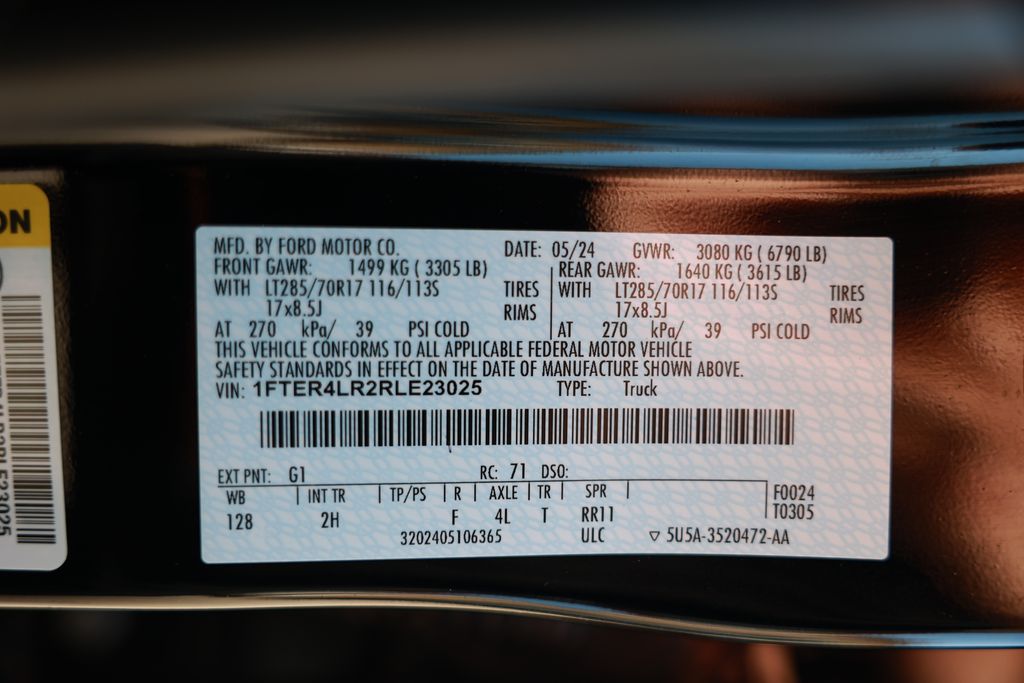 ON
MFD. BY FORD MOTOR CO. DATE: 05/24 GVWR: 3080 KG ( 6790 LB)
FRONT GAWR: 1499 KG ( 3305 LB) REAR GAWR: 1640 KG ( 3615 LB)
WITH LT285/70R17 116/113S TIRES WITH LT285/70R17 116/113S TIRES
17x8.5J RIMS 17x8.5J RIMS
AT 270 kPa/ 39 PSI COLD AT 270 kPa/ 39 PSI COLD
THIS VEHICLE CONFORMS TO ALL APPLICABLE FEDERAL MOTOR VEHICLE
SAFETY STANDARDS IN EFFECT ON THE DATE OF MANUFACTURE SHOWN ABOVE.
VIN: 1FTER4LR2RLE23025 TYPE: Truck
EXT PNT: G1 RC: 71 DSO:
WB INT TR TP/PS R AXLE TR SPR F0024
128 2H F 4L T RR11 T0305
3202405106365 ULC ▽ 5U5A-3520472-AA